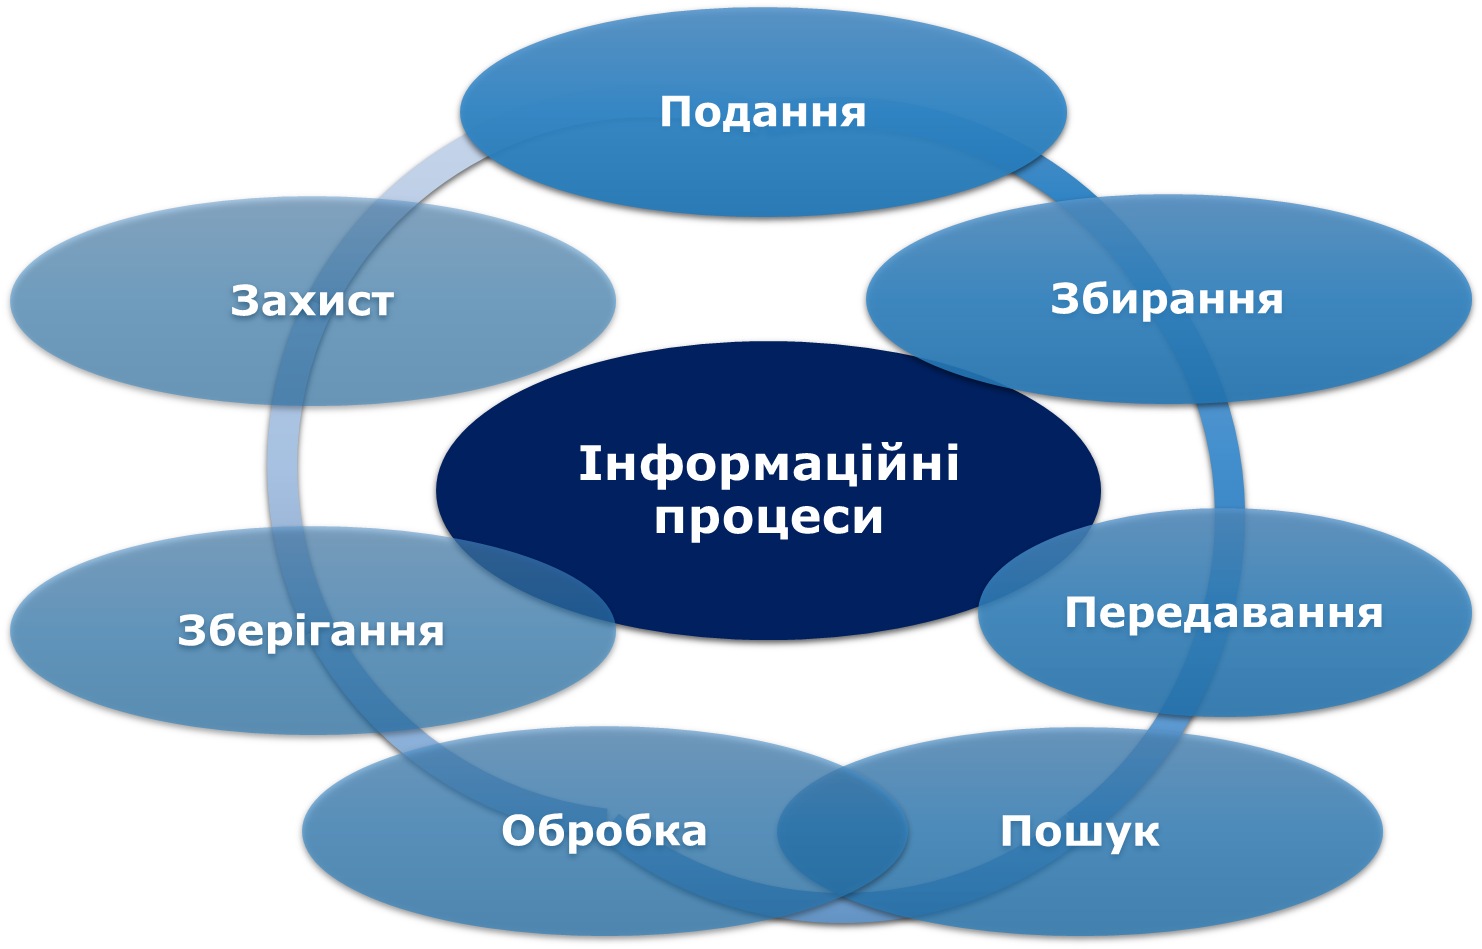 Подання
Захист
Збирання
Інформаційні
процеси
Передавання
Зберігання
Обробка
Пошук